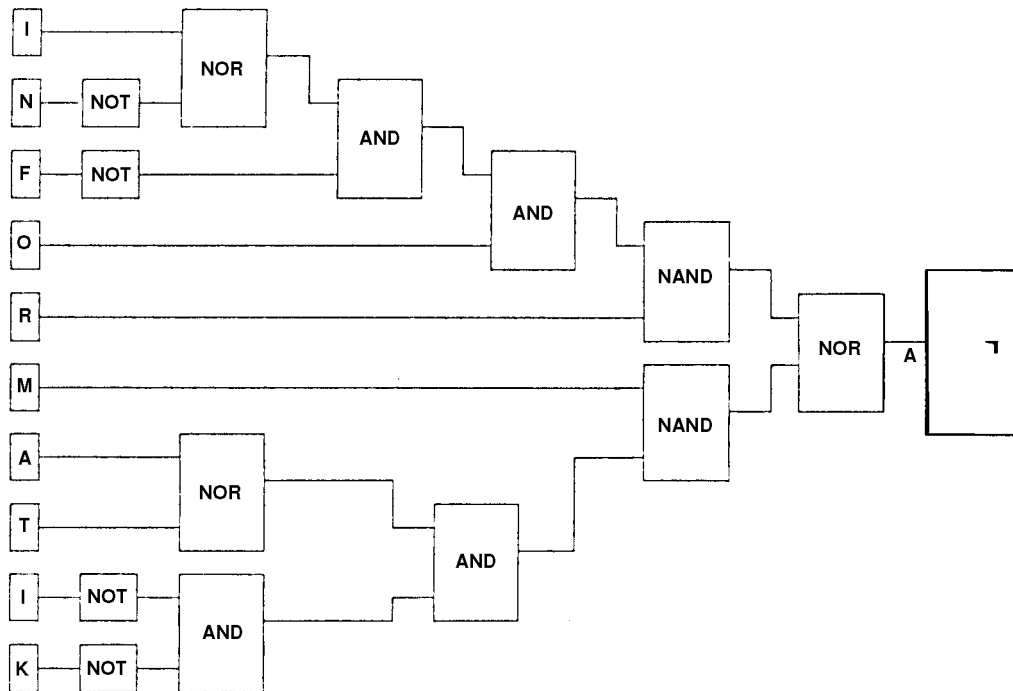 I
NOR
N NOT
AND
F NOT
AND
O
NAND
R
NOR
A
M
NAND
A
NOR
T
AND
I NOT
AND
K NOT